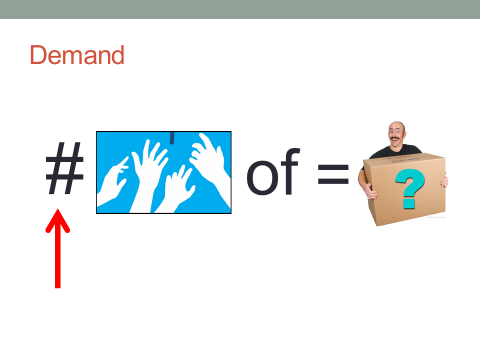 Demand
# of =
?